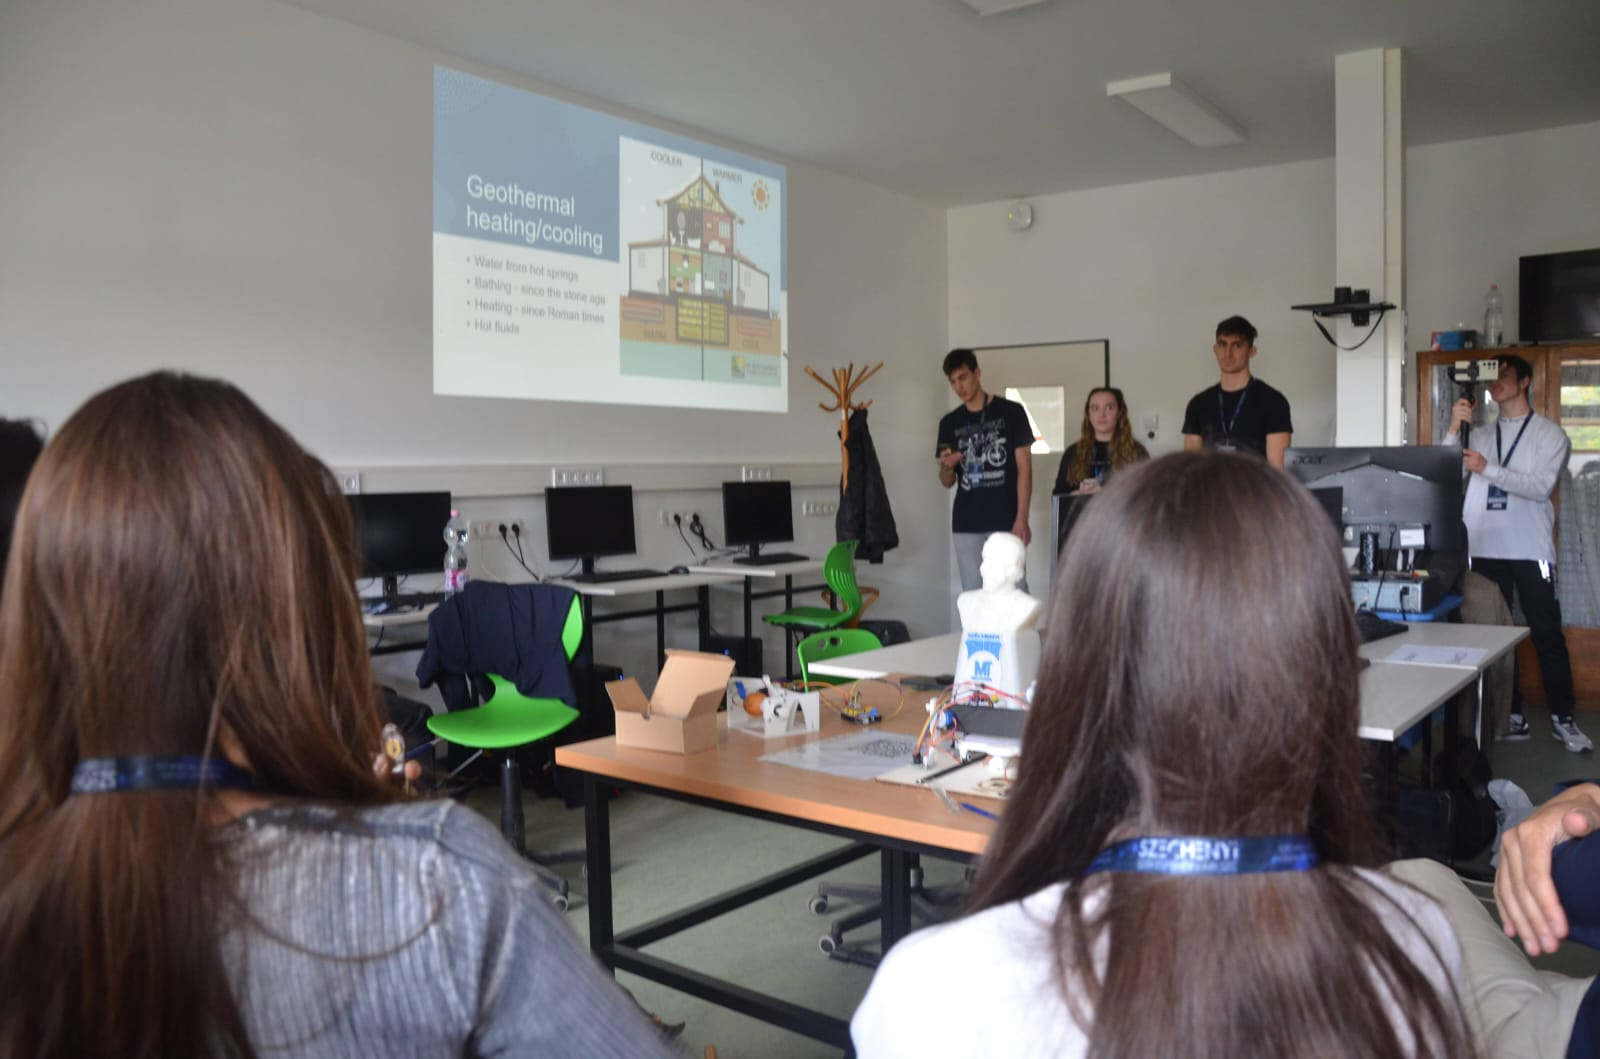 COOLER
WARMER
Geothermal
heating/cooling
• Water from hot springs
• Bathing - since the stone age
• Heating - since Roman times
• Hot fluids
acer
MT
SZÉCHENYI